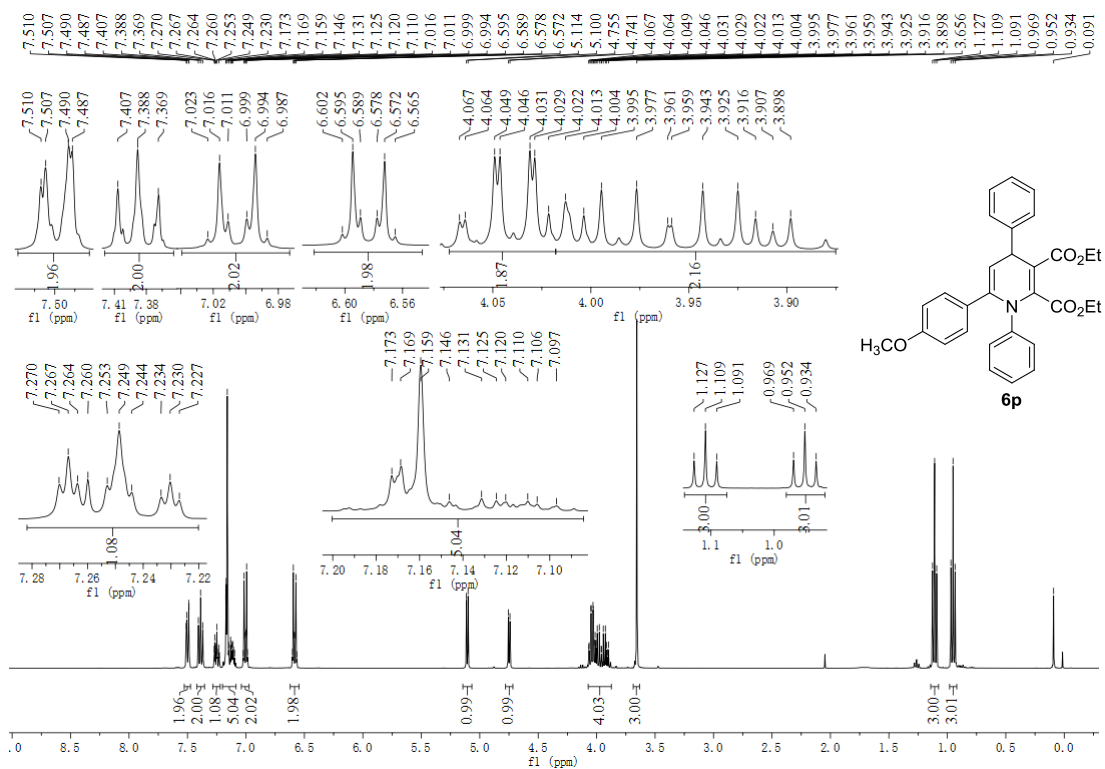 7.510 7.507 7.490 7.487 7.407 7.388 7.369 7.270 7.267 7.264 7.260 7.253 7.249 7.230 7.173 7.169 7.159 7.146 7.131 7.125 7.120 7.110 7.016 7.011 6.999 6.994 6.595 6.589 6.578 6.572 5.114 5.100 4.755 4.741 4.067 4.064 4.049 4.046 4.031 4.029 4.022 4.013 4.004 3.995 3.977 3.961 3.959 3.943 3.925 3.916 3.898 3.656 1.127 1.109 1.091 0.969 0.952 0.934 0.091
7.510 7.507 7.490 7.487
7.407 7.388 7.369
7.023 7.016 7.011 6.999 6.994 6.987
6.602 6.595 6.589 6.578 6.572 6.565
4.067 4.064 4.049 4.046 4.031 4.029 4.022 4.013 4.004 3.995 3.977 3.961 3.959 3.943 3.925 3.916 3.907 3.898
1.96 2.00 2.02 1.98 1.87 2.16
7.50 7.41 7.38 7.02 6.98 6.60 6.56 4.05 4.00 3.95 3.90
f1 (ppm) f1 (ppm) f1 (ppm) f1 (ppm) f1 (ppm)
CO2Et
CO2Et
N
H3CO
6p
7.270 7.267 7.264 7.260 7.253 7.249 7.244 7.234 7.230 7.227
7.173 7.169 7.159 7.146 7.131 7.125 7.120 7.110 7.106 7.097
1.127 1.109 1.091 0.969 0.952 0.934
1.08 5.04 3.00 3.01
7.28 7.26 7.24 7.22
f1 (ppm)
7.20 7.18 7.16 7.14 7.12 7.10
f1 (ppm)
1.1 1.0
f1 (ppm)
1.96 2.00 1.08 5.04 2.02 1.98 0.99 0.99 4.03 3.00 3.00 3.01
.0 8.5 8.0 7.5 7.0 6.5 6.0 5.5 5.0 4.5 4.0 3.5 3.0 2.5 2.0 1.5 1.0 0.5 0.0
f1 (ppm)